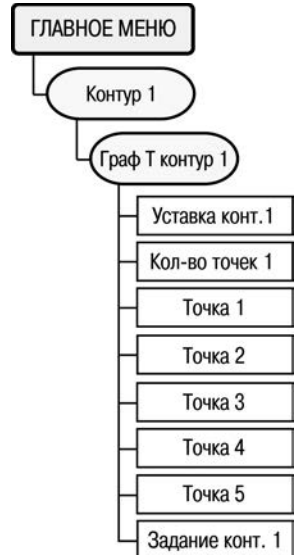 ГЛАВНОЕ МЕНЮ
Контур 1
Граф Т контур 1
Уставка конт.1
Кол-во точек 1
Точка 1
Точка 2
Точка 3
Точка 4
Точка 5
Задание конт. 1